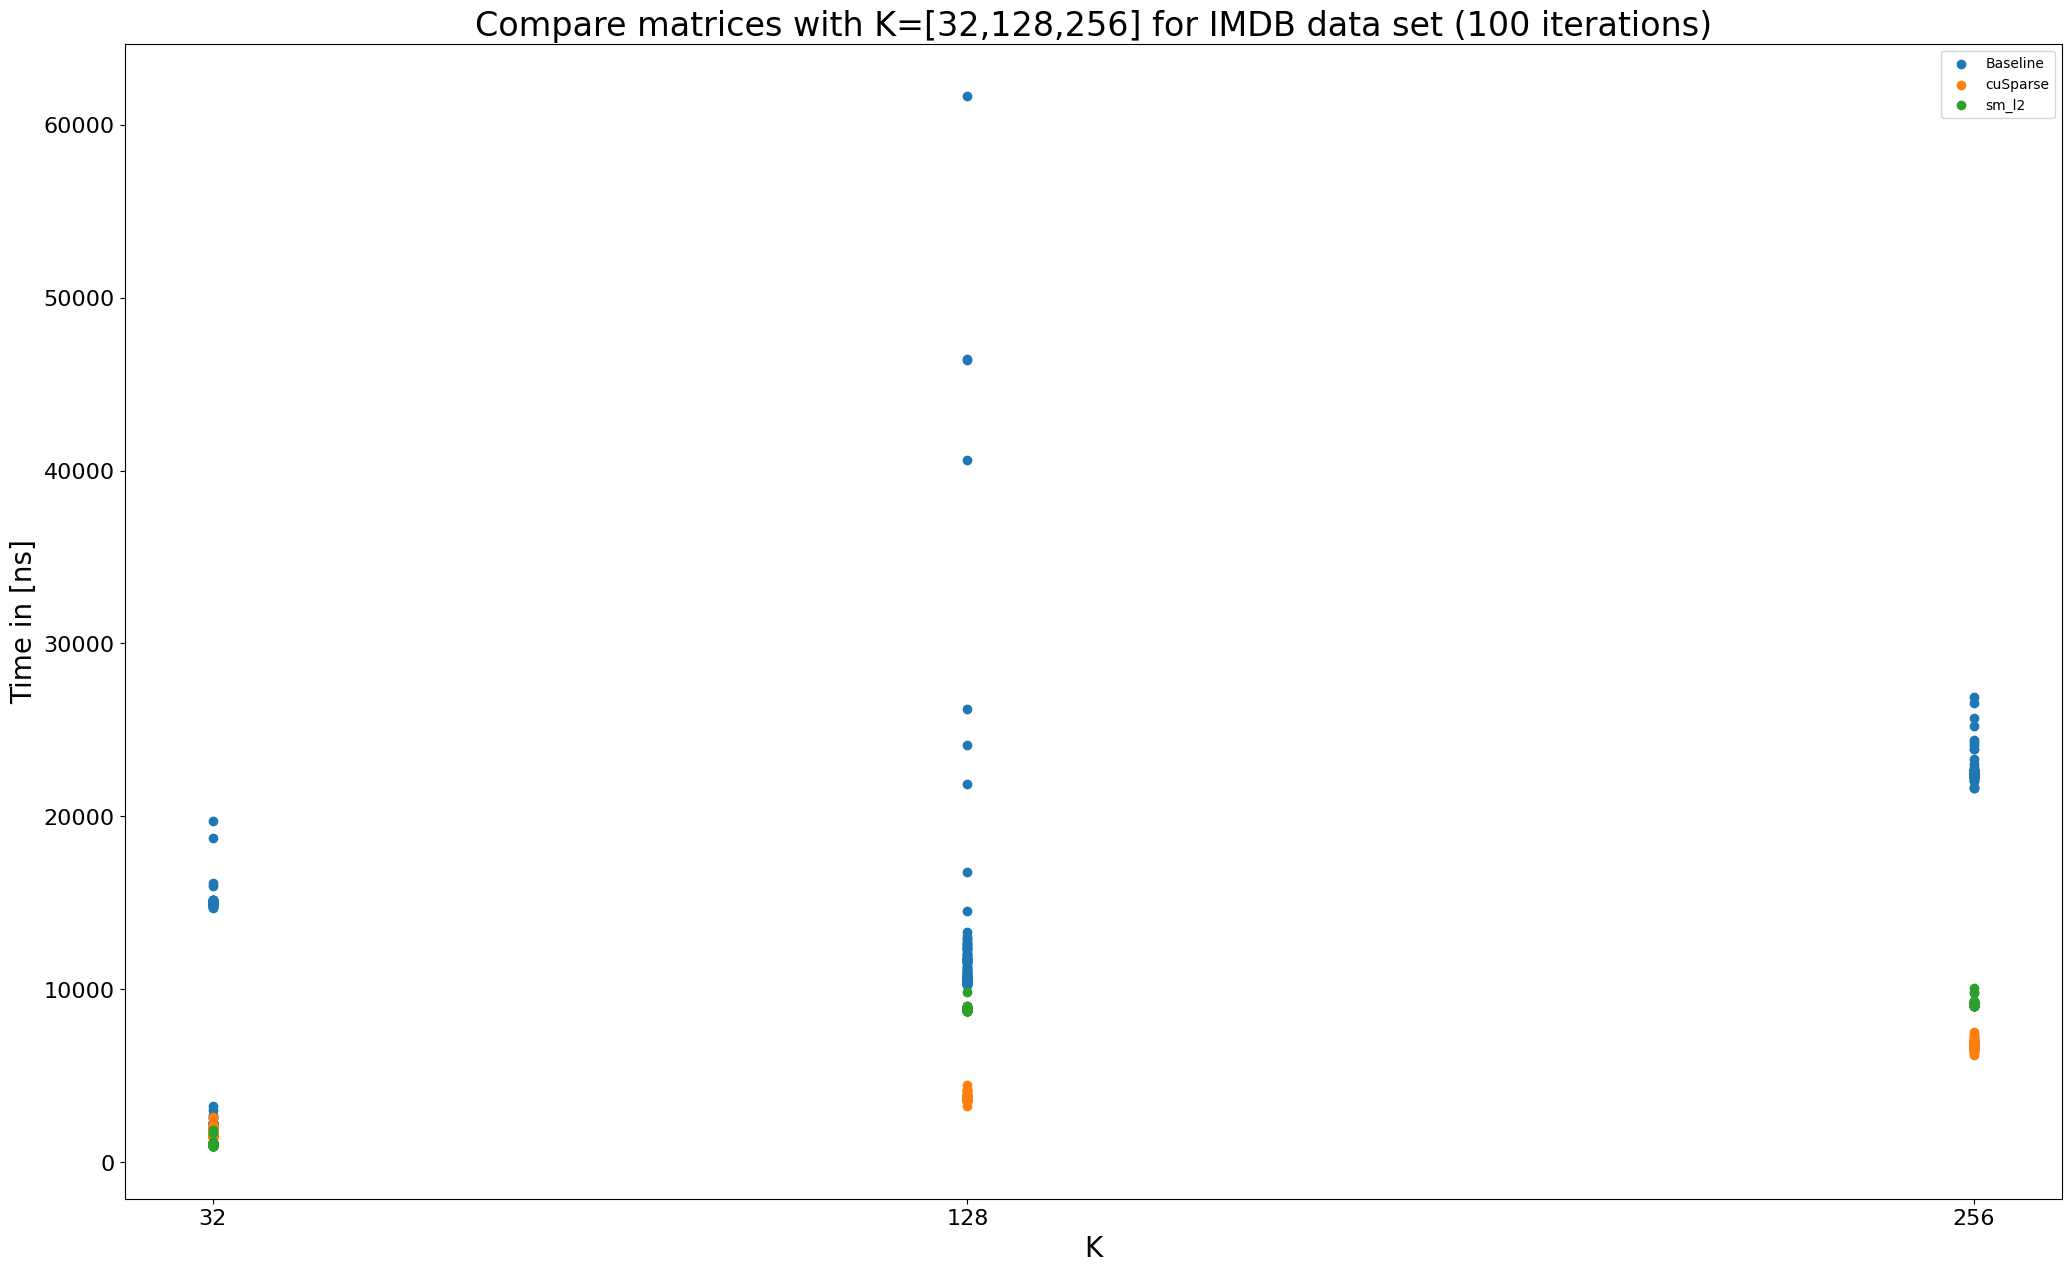 Compare matrices with K=[32,128,256] for IMDB data set (100 iterations)
Baseline
cuSparse
sm_l2
60000
50000
40000
30000
20000
10000
0
Time in [ns]
32
128
256
K